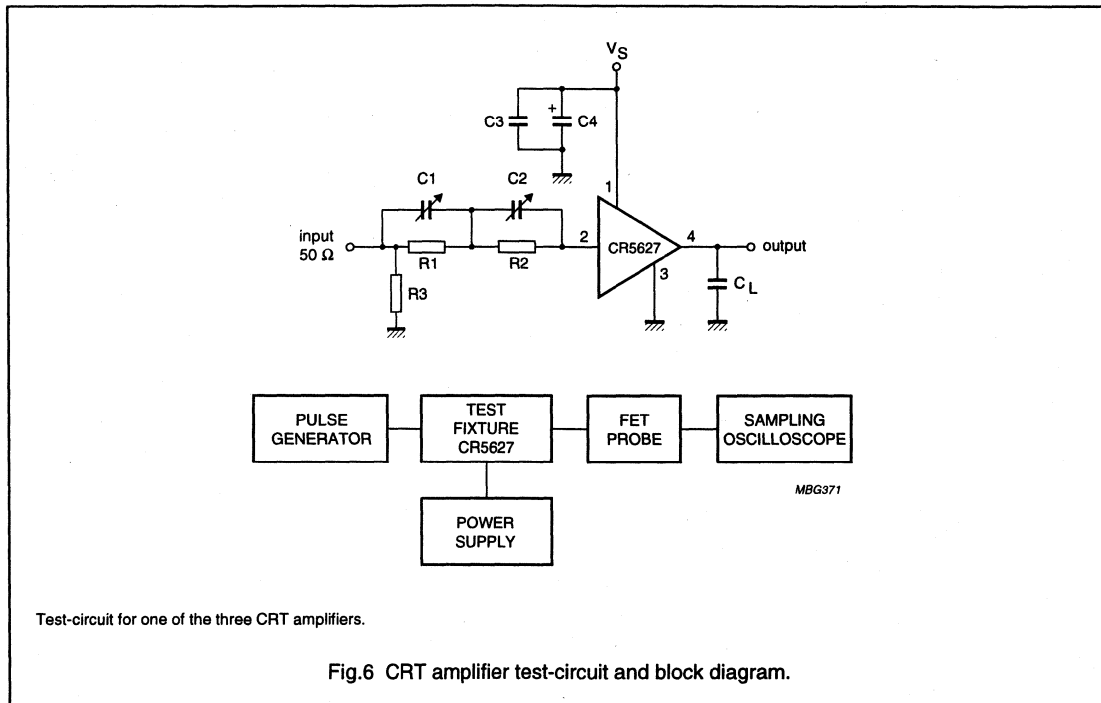 VS
C3
+
C4
C1
C2
1
input
50 Ω
R1
R2
2
CR5627
4
output
3
R3
CL
PULSE
GENERATOR
TEST
FIXTURE
CR5627
FET
PROBE
SAMPLING
OSCILLOSCOPE
MBG371
POWER
SUPPLY
Test-circuit for one of the three CRT amplifiers.
Fig.6 CRT amplifier test-circuit and block diagram.